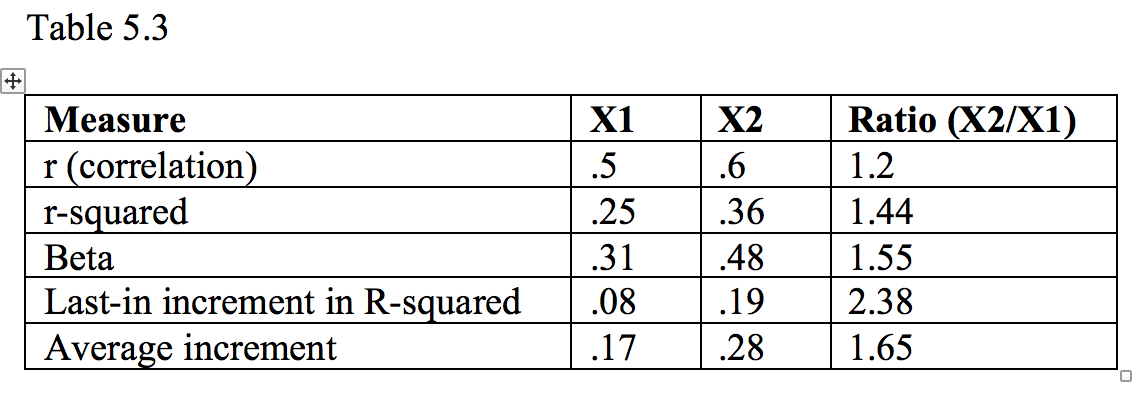 Table 5.3
Measure X1 X2 Ratio (X2/X1)
r (correlation) .5 .6 1.2
r-squared .25 .36 1.44
Beta .31 .48 1.55
Last-in increment in R-squared .08 .19 2.38
Average increment .17 .28 1.65